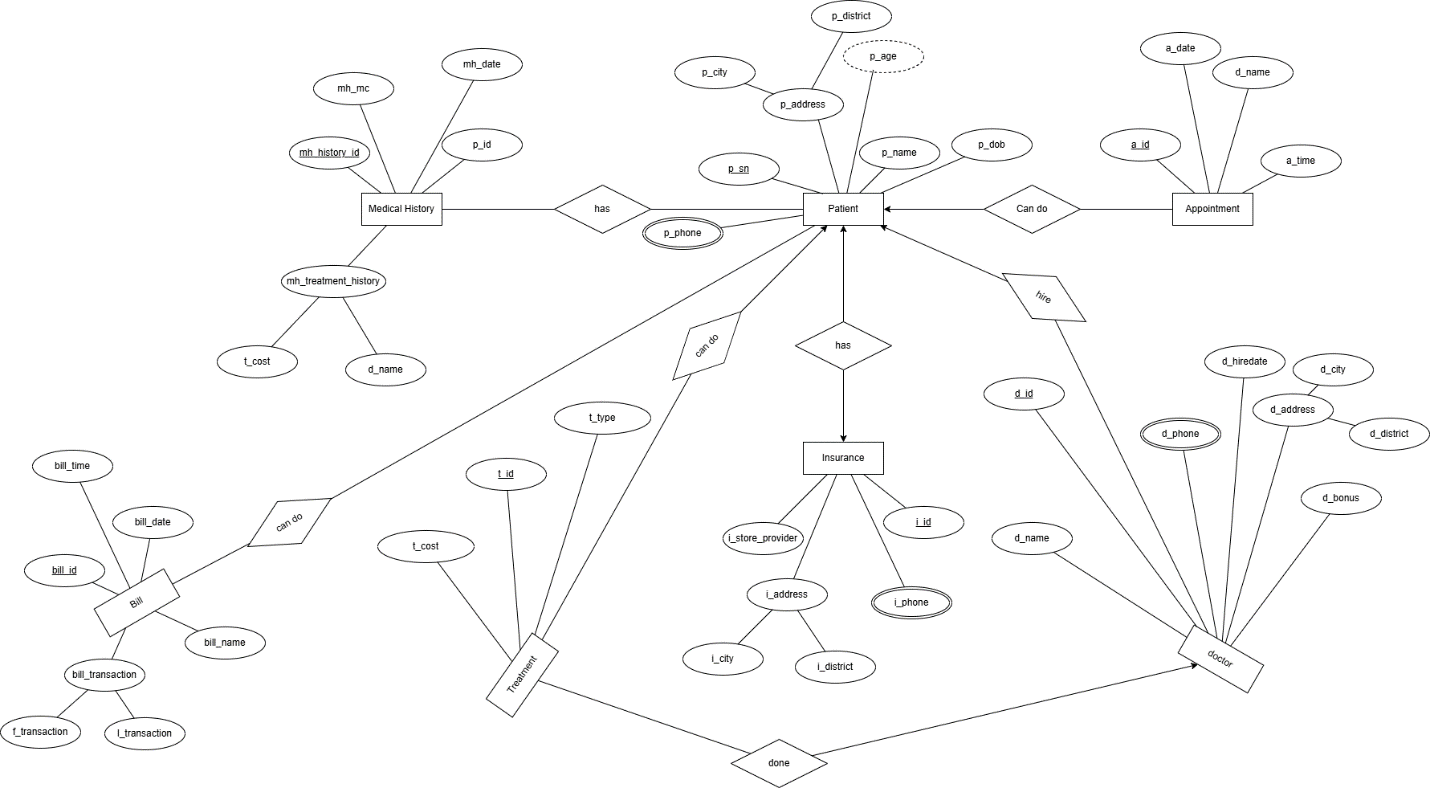 p_district
p_age
a_date
mh_date
p_city
d_name
mh_mc
p_address
a_id
p_id
p_name
p_dob
mh_history_id
a_time
p_sn
Medical History
has
Patient
Can do
Appointment
p_phone
mh_treatment_history
hire
can do
has
t_cost
d_name
d_hiredate
d_city
d_id
d_address
t_type
d_phone
d_district
Insurance
bill_time
t_id
d_bonus
bill_date
can do
i_id
i_store_provider
d_name
t_cost
bill_id
i_address
Bill
i_phone
bill_name
i_city
i_district
doctor
Treatment
bill_transaction
f_transaction
l_transaction
done